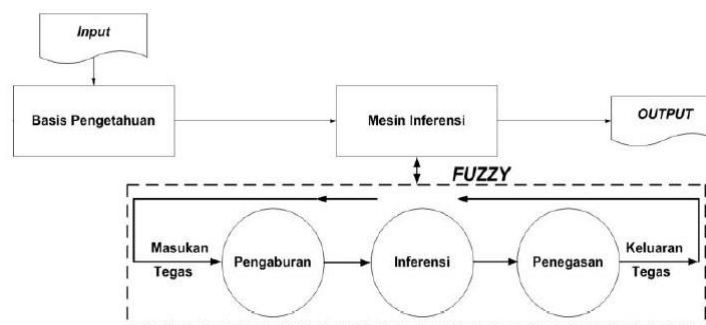 Input
Basis Pengetahuan
Mesin Inferensi
OUTPUT
FUZZY
Masukan
Tegas
Pengaburan
Inferensi
Penegasan
Keluaran
Tegas